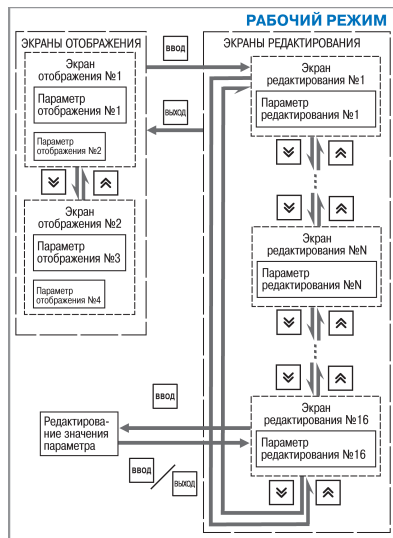 РАБОЧИЙ РЕЖИМ
ЭКРАНЫ ОТОБРАЖЕНИЯ
Экран
отображения №1
Параметр
отображения №1
Параметр
отображения №2
Экран
отображения №2
Параметр
отображения №3
Параметр
отображения №4
ВВОД
ВЫХОД
ЭКРАНЫ РЕДАКТИРОВАНИЯ
Экран
редактирования №1
Параметр
редактирования №1
Экран
редактирования №N
Параметр
редактирования №N
Экран
редактирования №16
Параметр
редактирования №16
ВВОД
Редактирова-
ние значения
параметра
ВВОД
ВЫХОД